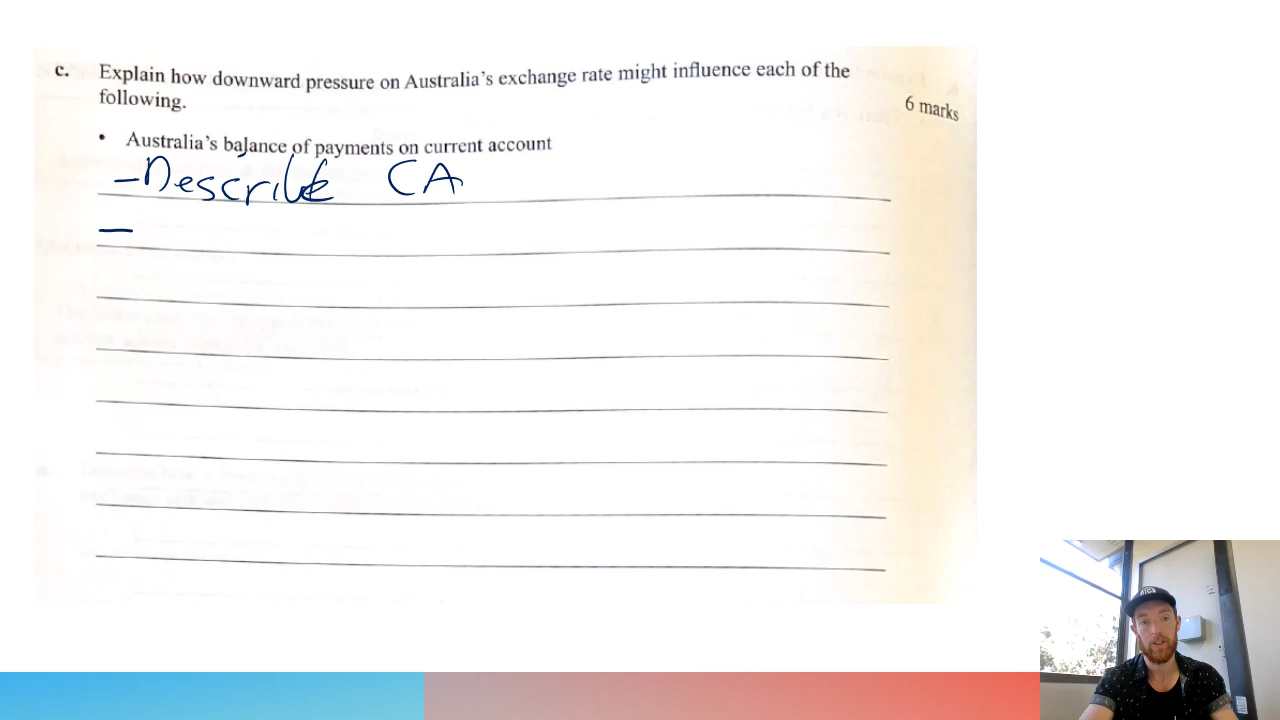 c. Explain how downward pressure on Australia's exchange rate might influence each of the
following.
6 marks
• Australia's balance of payments on current account
- Describe CA
-